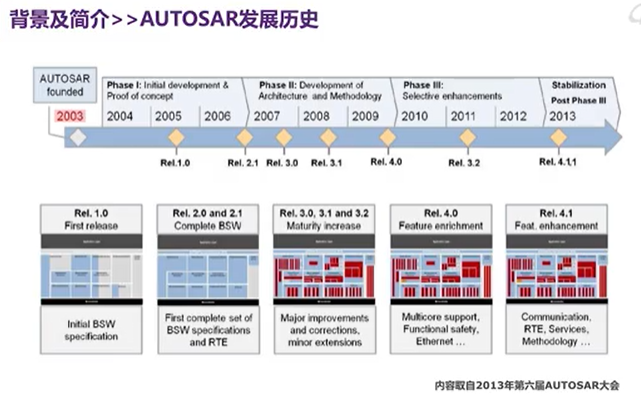 背景及简介>>AUTOSAR发展历史
AUTOSAR
founded
Phase I: Initial development &
Proof of concept
Phase II: Development of
Architecture and Methodology
Phase III:
Selective enhancements
Stabilization
Post Phase III
2003
2004
2005
2006
2007
2008
2009
2010
2011
2012
2013
Rel.1.0
Rel. 2.1
Rel. 3.0
Rel. 3.1
Rel. 4.0
Rel. 3.2
Rel. 4.1.1
Rel. 1.0
First release
Initial BSW
specification
Rel. 2.0 and 2.1
Complete BSW
First complete set of
BSW specifications
and RTE
Rel. 3.0, 3.1 and 3.2
Maturity increase
Major improvements
and corrections,
minor extensions
Rel. 4.0
Feature enrichment
Multicore support,
Functional safety,
Ethernet ...
Rel. 4.1
Feat. enhancement
Communication,
RTE, Services,
Methodology ...
内容取自2013年第六届AUTOSAR大会